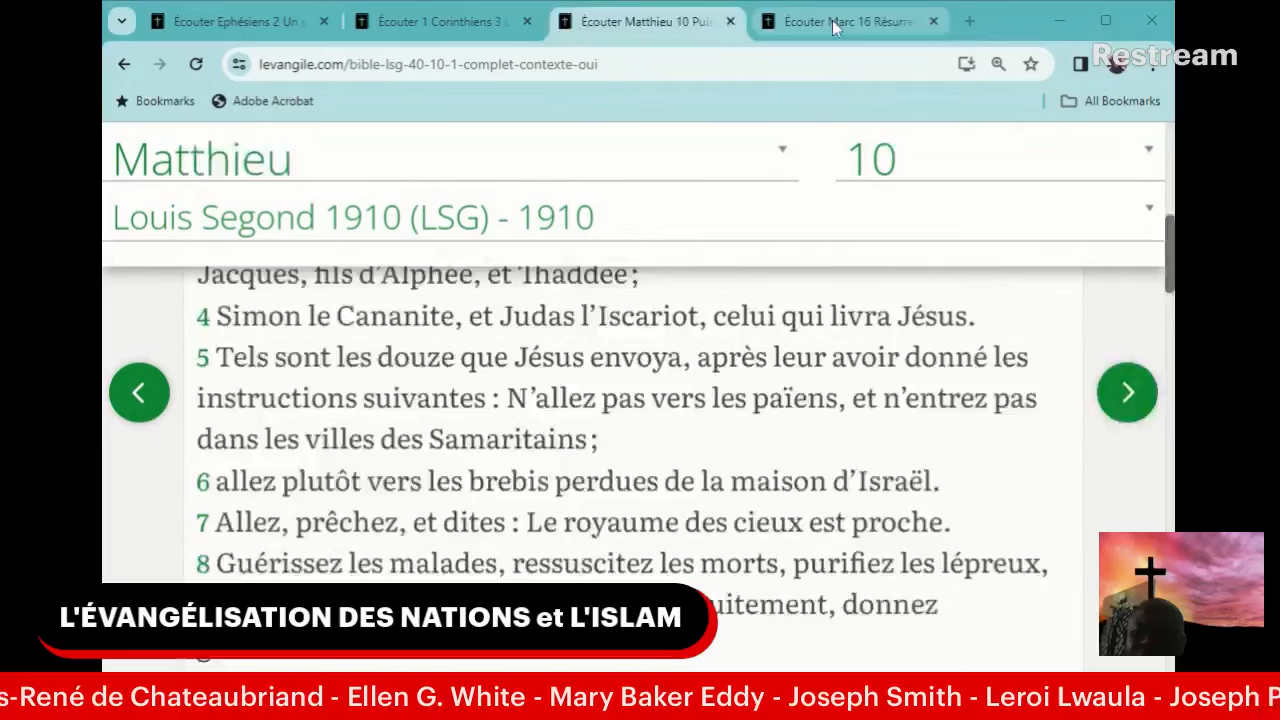 Écouter Ephésiens 2 Un s
Écouter 1 Corinthiens 3 L
Écouter Matthieu 10 Pui
Écouter Marc 16 Résurre
levangile.com/bible-lsg-40-10-1-complet-contexte-oui
Restream
Bookmarks
Adobe Acrobat
All Bookmarks
Matthieu
10
Louis Segond 1910 (LSG) - 1910
Jacques, fils d'Alphée, et Thaddée;
4 Simon le Cananite, et Judas l'Iscariot, celui qui livra Jésus.
5 Tels sont les douze que Jésus envoya, après leur avoir donné les
instructions suivantes : N'allez pas vers les païens, et n'entrez pas
dans les villes des Samaritains;
6 allez plutôt vers les brebis perdues de la maison d'Israël.
7 Allez, prêchez, et dites : Le royaume des cieux est proche.
8 Guérissez les malades, ressuscitez les morts, purifiez les lépreux,
uitement, donnez
L'ÉVANGÉLISATION DES NATIONS et L'ISLAM
s-René de Chateaubriand - Ellen G. White - Mary Baker Eddy - Joseph Smith - Leroi Lwaula - Joseph P